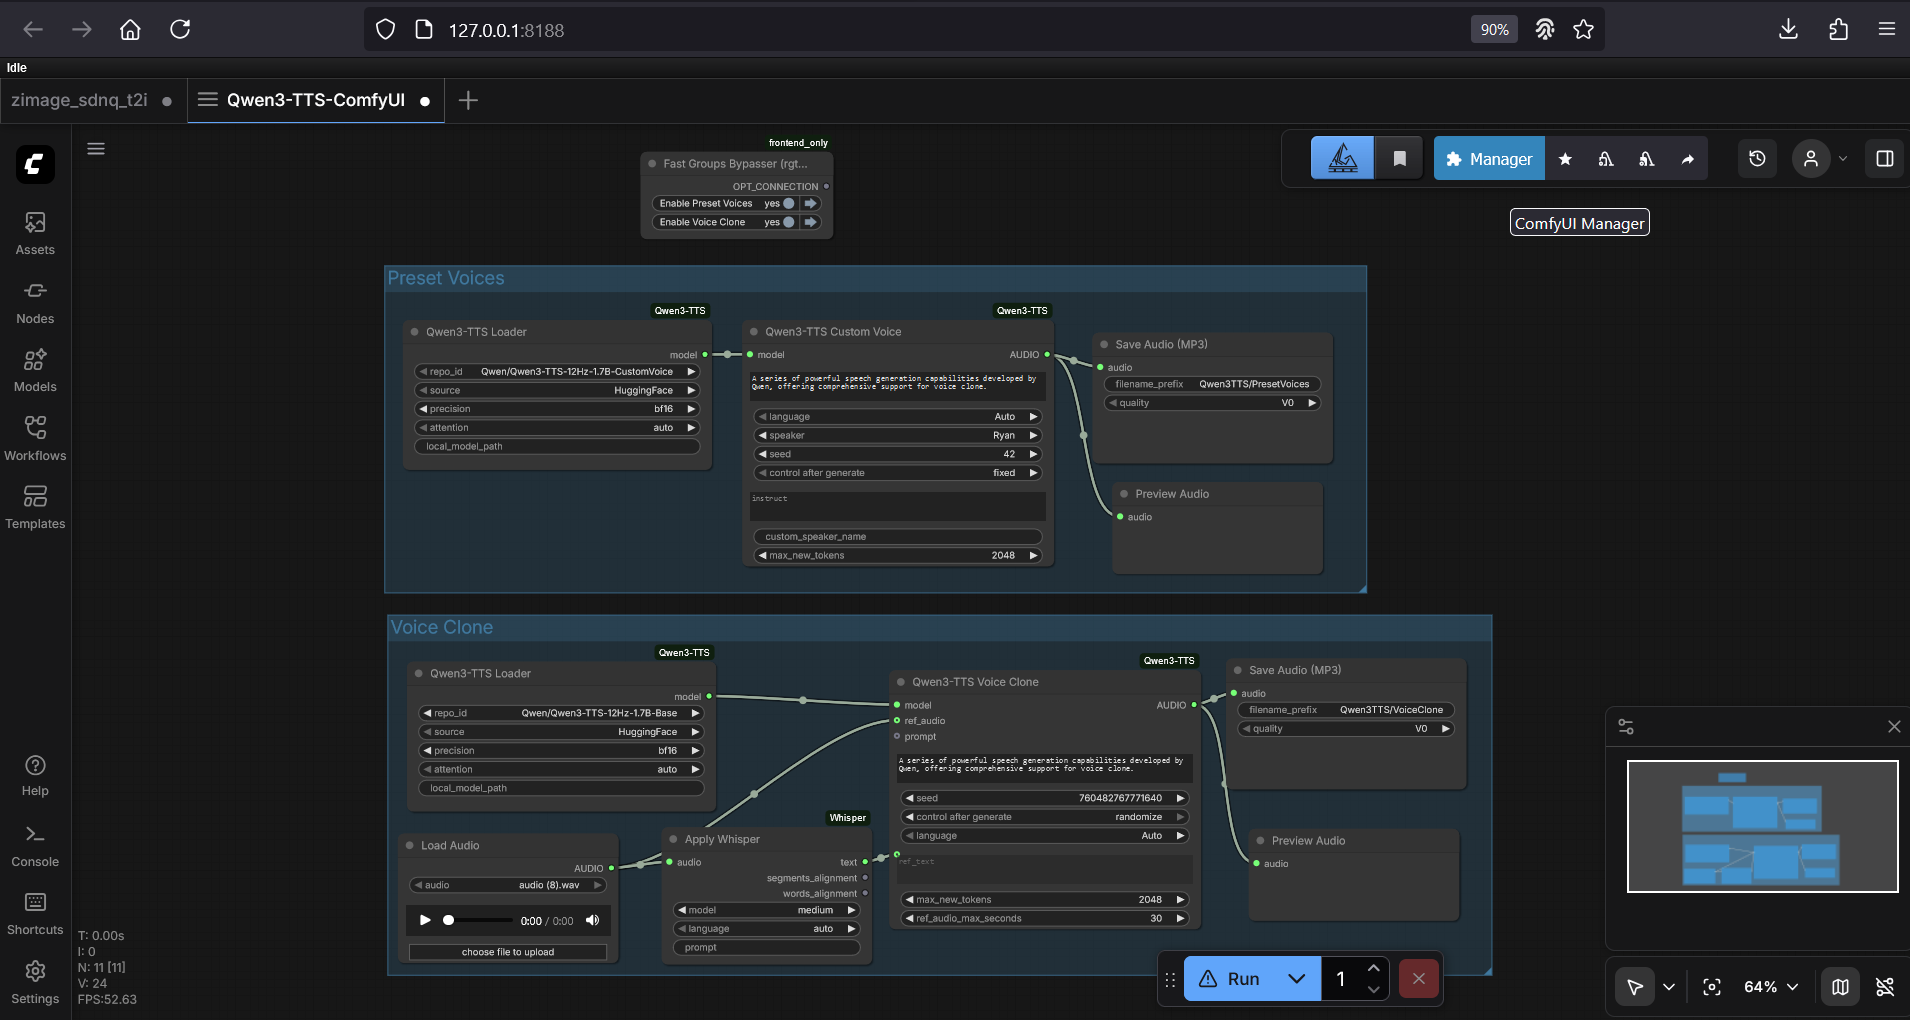 127.0.0.1:8188
90%
Idle
zimage_sdnq_t2i
Qwen3-TTS-ComfyUI
Manager
ComfyUI Manager
Assets
Nodes
Models
Workflows
Templates
Help
Console
Shortcuts
Settings
T: 0.00s
I: 0
N: 11 [11]
V: 24
FPS:52.63
frontend_only
Fast Groups Bypasser (rgt...
OPT_CONNECTION
Enable Preset Voices yes
Enable Voice Clone yes
Preset Voices
Qwen3-TTS
Qwen3-TTS Loader
model
repo_id Qwen/Qwen3-TTS-12Hz-1.7B-CustomVoice
source HuggingFace
precision bf16
attention auto
local_model_path
Qwen3-TTS
Qwen3-TTS Custom Voice
model AUDIO
A series of powerful speech generation capabilities developed by
Qwen, offering comprehensive support for voice clone.
language Auto
speaker Ryan
seed 42
control after generate fixed
instruct
custom_speaker_name
max_new_tokens 2048
Save Audio (MP3)
audio
filename_prefix Qwen3TTS/PresetVoices
quality V0
Preview Audio
audio
Voice Clone
Qwen3-TTS
Qwen3-TTS Loader
model
repo_id Qwen/Qwen3-TTS-12Hz-1.7B-Base
source HuggingFace
precision bf16
attention auto
local_model_path
Load Audio
AUDIO
audio audio (8).wav
0:00 / 0:00
choose file to upload
Whisper
Apply Whisper
audio text
segments_alignment
words_alignment
model medium
language auto
prompt
Qwen3-TTS
Qwen3-TTS Voice Clone
model AUDIO
ref_audio
prompt
A series of powerful speech generation capabilities developed by
Qwen, offering comprehensive support for voice clone.
seed 760482767771640
control after generate randomize
language Auto
ref_text
max_new_tokens 2048
ref_audio_max_seconds 30
Save Audio (MP3)
audio
filename_prefix Qwen3TTS/VoiceClone
quality V0
Preview Audio
audio
Run
1
64%